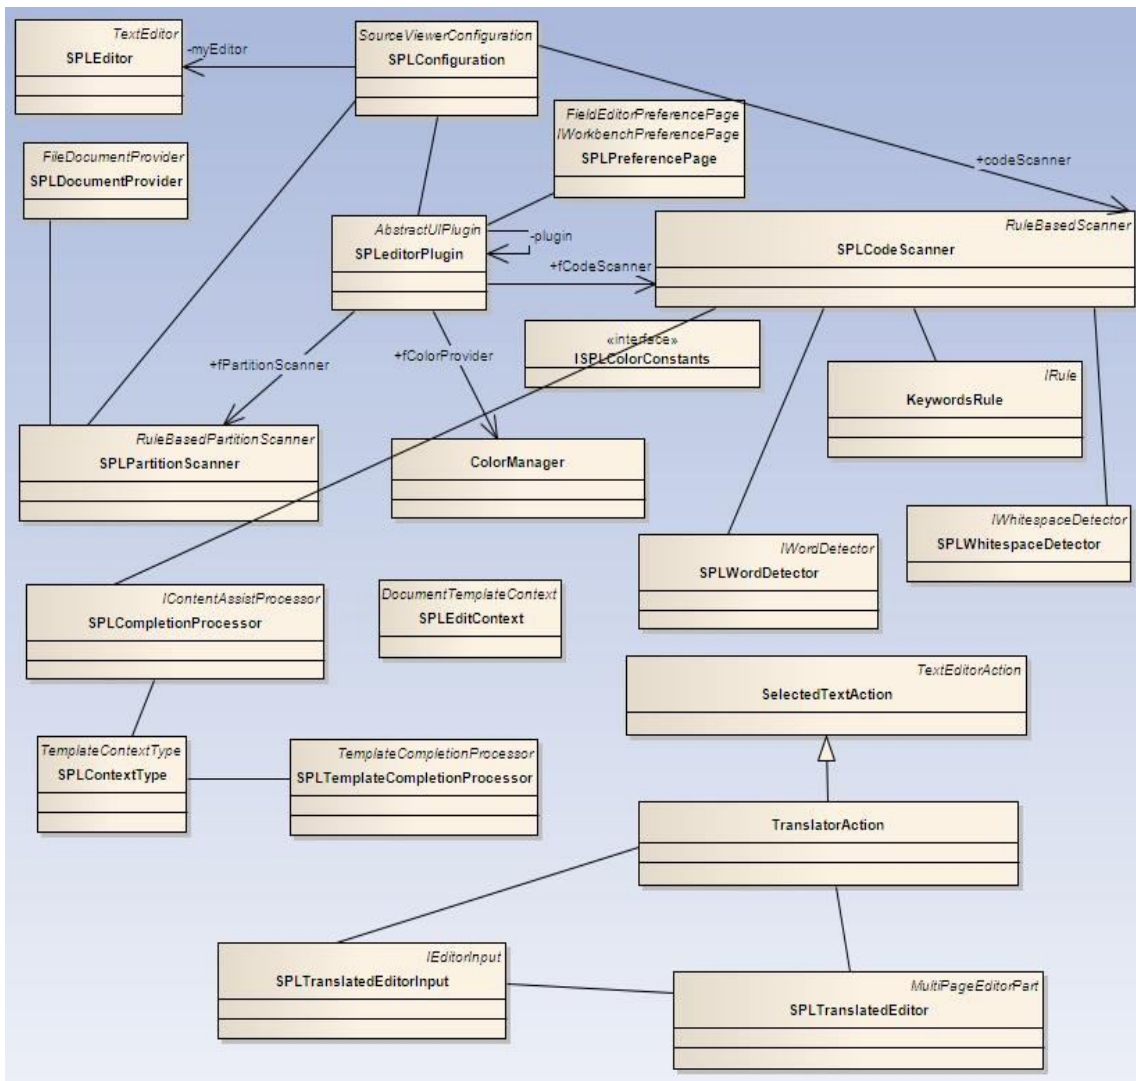 TextEditor
SPLEditor
-myEditor
SourceViewerConfiguration
SPLConfiguration
FieldEditorPreferencePage
IWorkbenchPreferencePage
SPLPreferencePage
+codeScanner
FileDocumentProvider
SPLDocumentProvider
AbstractUIPlugin
SPLeditorPlugin
-plugin
RuleBasedScanner
SPLCodeScanner
+fCodeScanner
«interface»
ISPLColorConstants
+fPartitionScanner
+fColorProvider
IRule
KeywordsRule
RuleBasedPartitionScanner
SPLPartitionScanner
ColorManager
IWhitespaceDetector
SPLWhitespaceDetector
IWordDetector
SPLWordDetector
IContentAssistProcessor
SPLCompletionProcessor
DocumentTemplateContext
SPLEditContext
TextEditorAction
SelectedTextAction
TemplateContextType
SPLContextType
TemplateCompletionProcessor
SPLTemplateCompletionProcessor
TranslatorAction
IEditorInput
SPLTranslatedEditorInput
MultiPageEditorPart
SPLTranslatedEditor